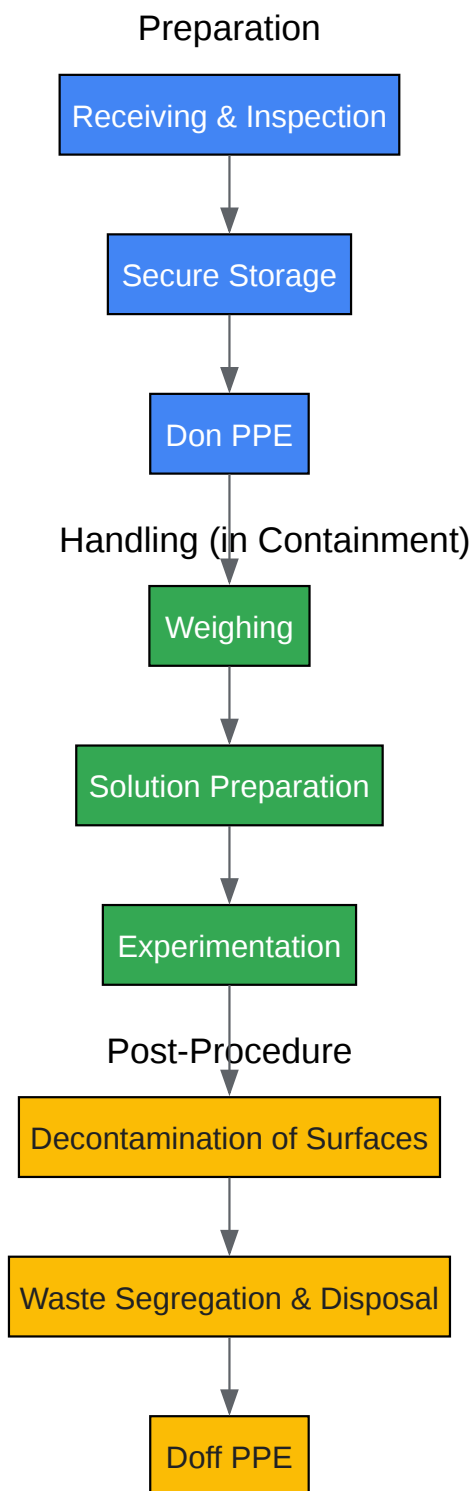 Preparation
Receiving & Inspection
Secure Storage
Don PPE
Handling (in Containment)
Weighing
Solution Preparation
Experimentation
Post-Procedure
Decontamination of Surfaces
Waste Segregation & Disposal
Doff PPE